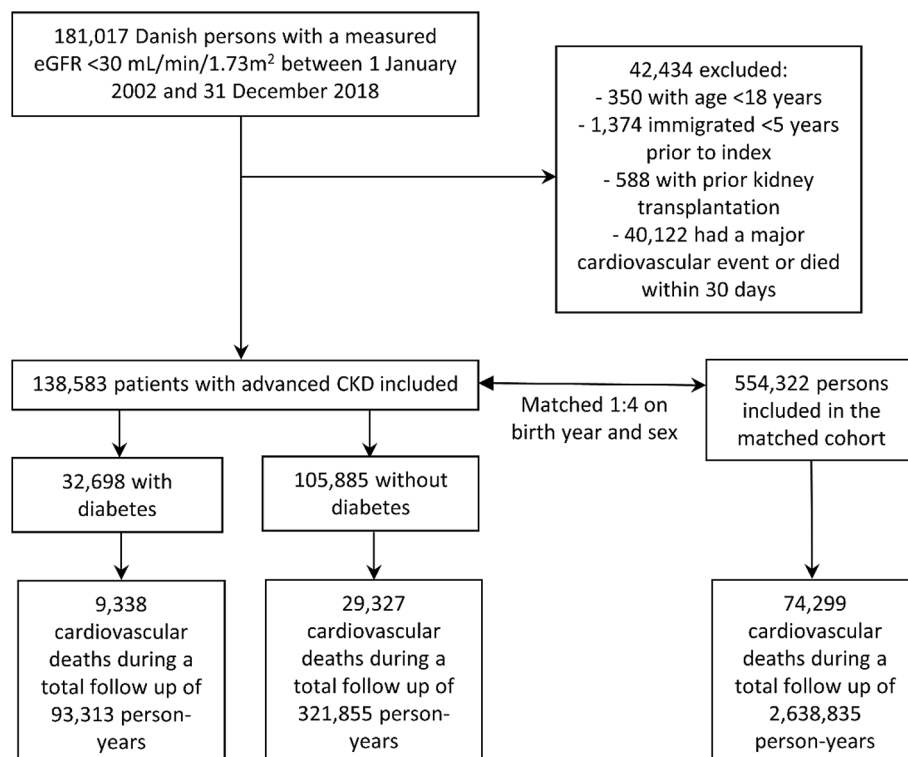 181,017 Danish persons with a measured
eGFR <30 mL/min/1.73m² between 1 January
2002 and 31 December 2018
42,434 excluded:
- 350 with age <18 years
- 1,374 immigrated <5 years
prior to index
- 588 with prior kidney
transplantation
- 40,122 had a major
cardiovascular event or died
within 30 days
138,583 patients with advanced CKD included
Matched 1:4 on
birth year and sex
554,322 persons
included in the
matched cohort
32,698 with
diabetes
105,885 without
diabetes
9,338
cardiovascular
deaths during a
total follow up of
93,313 person-
years
29,327
cardiovascular
deaths during a
total follow up of
321,855 person-
years
74,299
cardiovascular
deaths during a
total follow up of
2,638,835
person-years